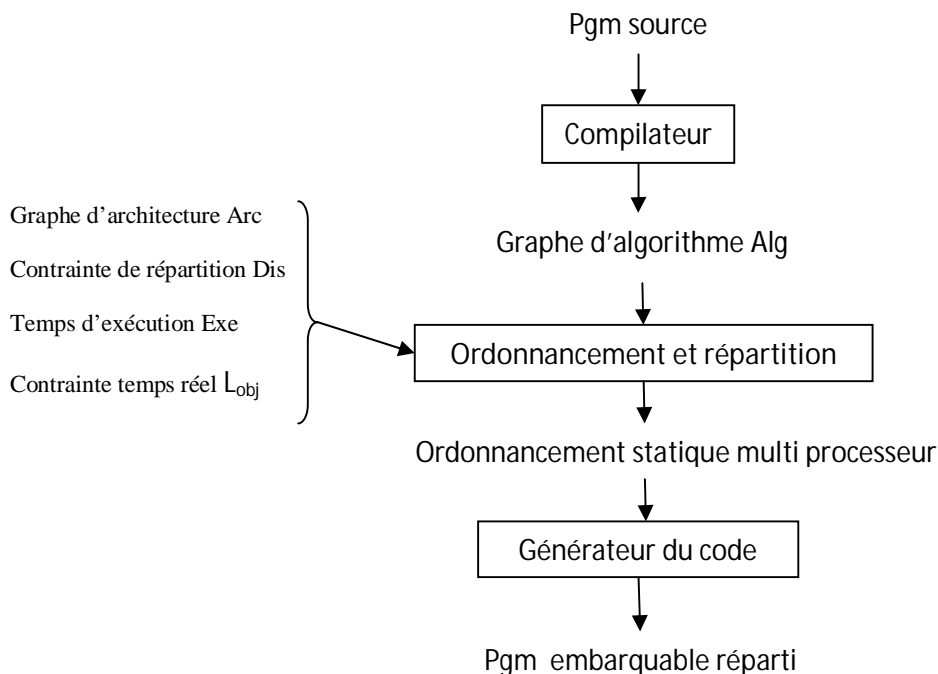 Pgm source
Compilateur
Graphe d'algorithme Alg
Graphe d'architecture Arc
Contrainte de répartition Dis
Temps d'exécution Exe
Contrainte temps réel Lobj
Ordonnancement et répartition
Ordonnancement statique multi processeur
Générateur du code
Pgm embarquable réparti